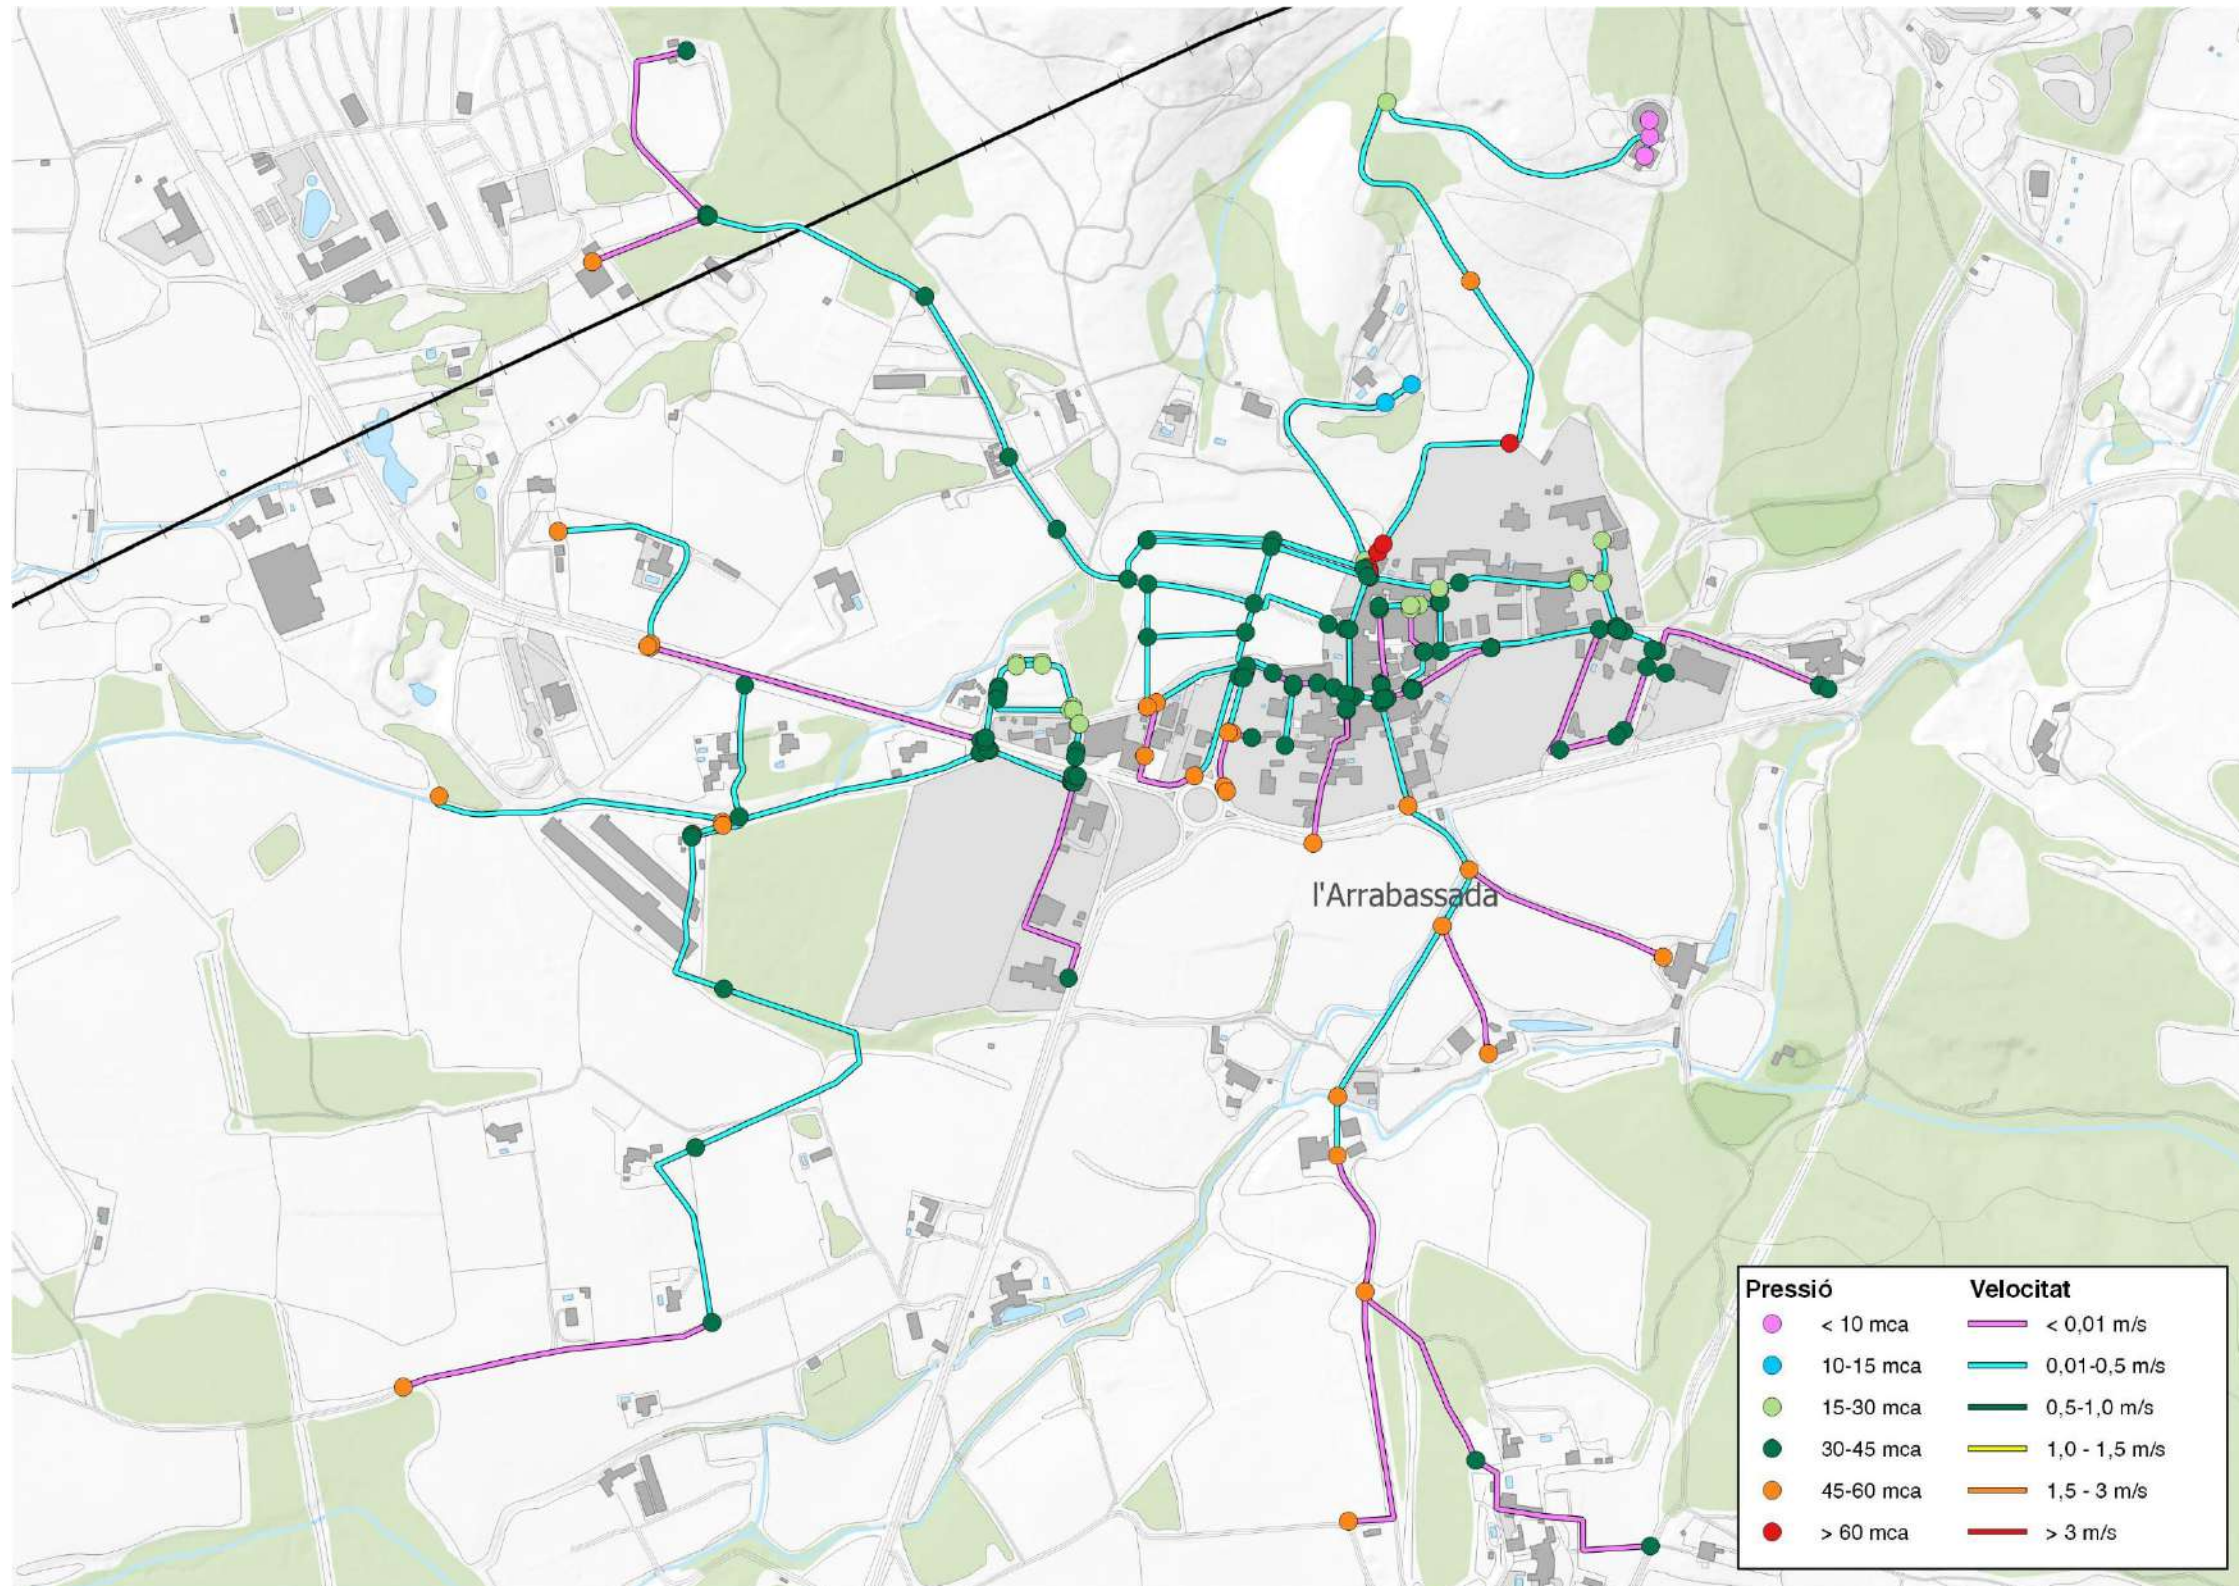 l'Arrabassada
Pressió Velocitat
< 10 mca < 0,01 m/s
10-15 mca 0,01-0,5 m/s
15-30 mca 0,5-1,0 m/s
30-45 mca 1,0 - 1,5 m/s
45-60 mca 1,5 - 3 m/s
> 60 mca > 3 m/s